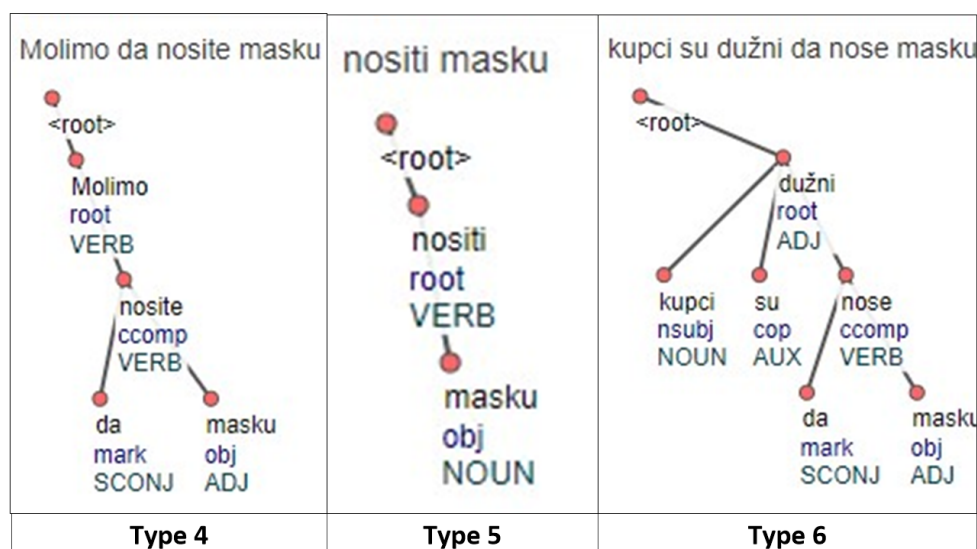 Molimo da nosite masku
<root>
Molimo
root
VERB
nosite
ccomp
VERB
da
mark
SCONJ
masku
obj
ADJ
Type 4
nositi masku
<root>
nositi
root
VERB
masku
obj
NOUN
Type 5
kupci su dužni da nose masku
<root>
dužni
root
ADJ
kupci
nsubj
NOUN
su
cop
AUX
nose
ccomp
VERB
da
mark
SCONJ
masku
obj
ADJ
Type 6